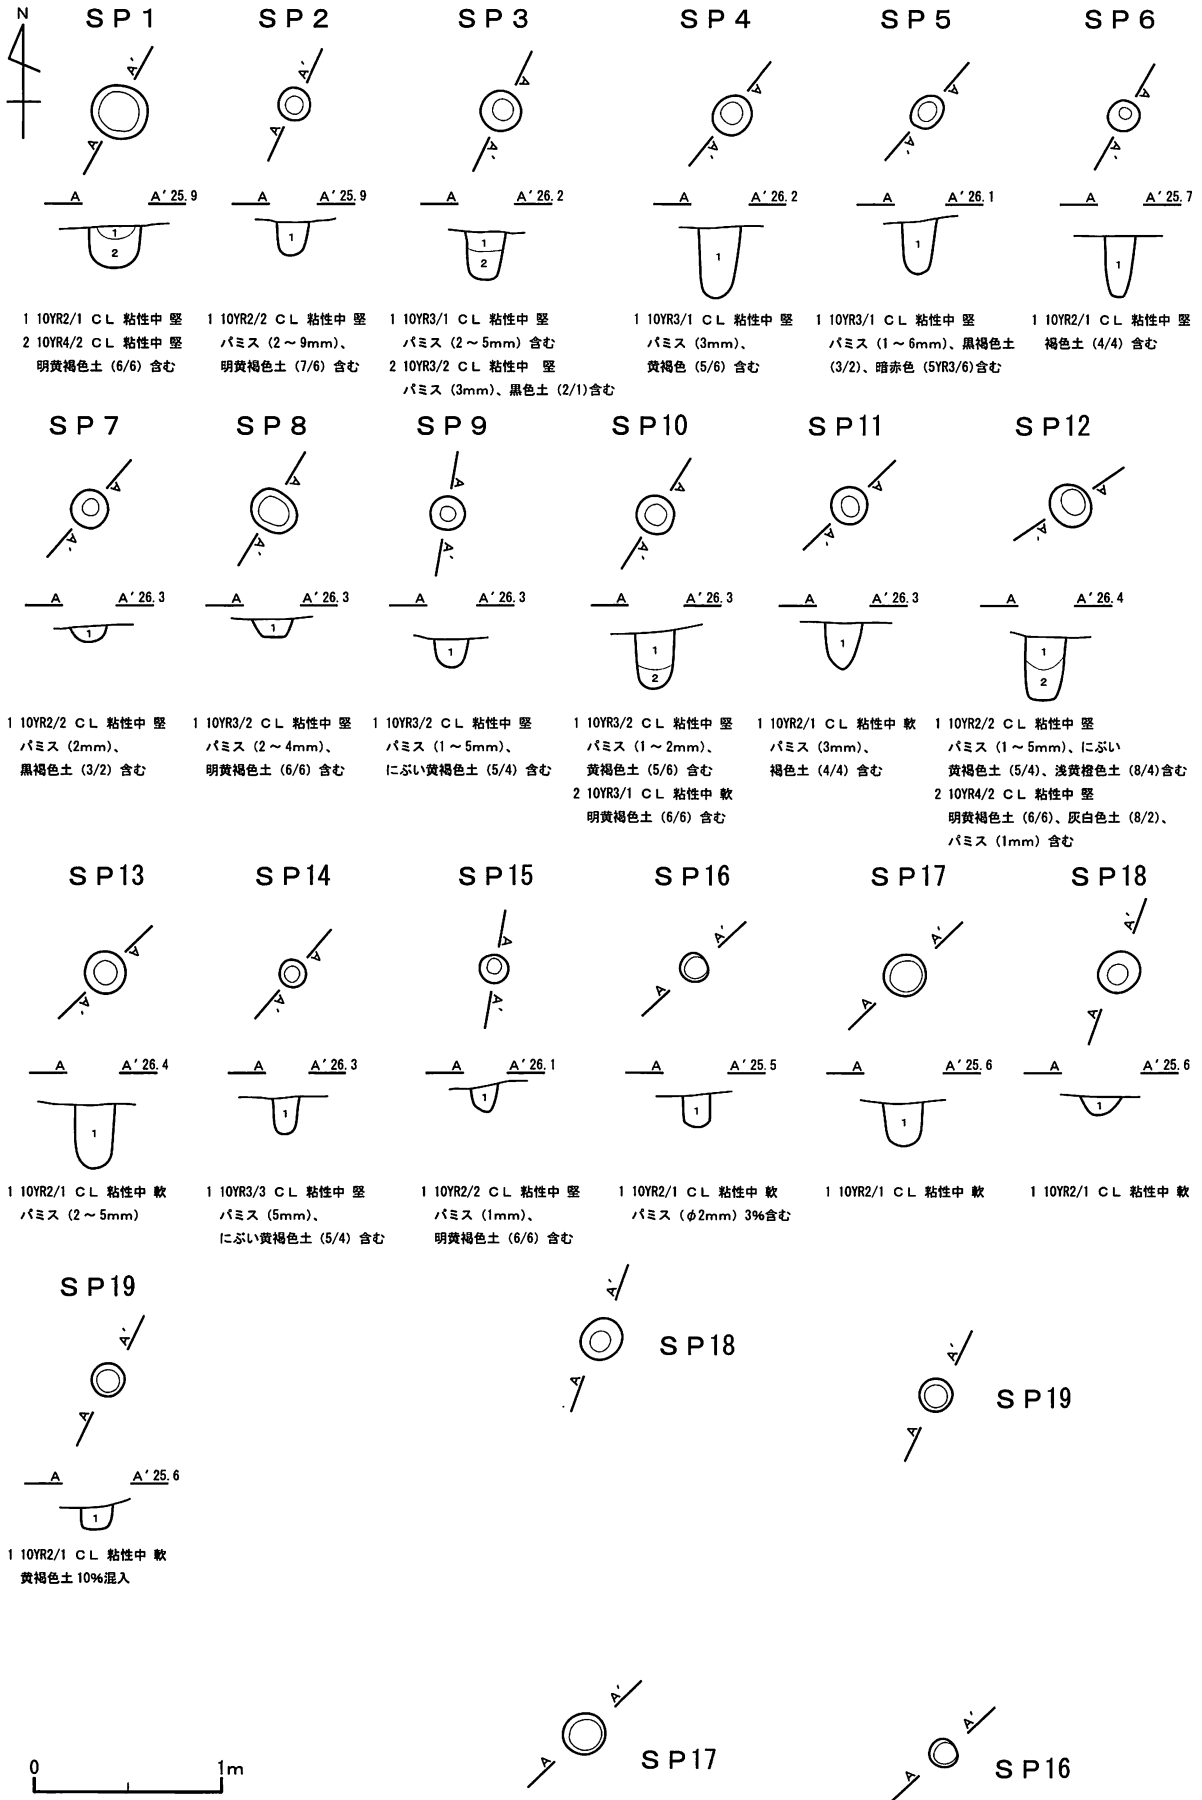 N
SP1 SP2 SP3 SP4 SP5 SP6
A' A' A A A A
A A A' A' A' A'
A A' 25.9 A A' 25.9 A A' 26.2 A A' 26.2 A A' 26.1 A A' 25.7
1 1 1 1 1 1
2 2
1 10YR2/1 CL 粘性中 堅
2 10YR4/2 CL 粘性中 堅
明黄褐色土(6/6)含む
1 10YR2/2 CL 粘性中 堅
パミス(2～9mm)、
明黄褐色土(7/6)含む
1 10YR3/1 CL 粘性中 堅
パミス(2～5mm)含む
2 10YR3/2 CL 粘性中 堅
パミス(3mm)、黒色土(2/1)含む
1 10YR3/1 CL 粘性中 堅
パミス(3mm)、
黄褐色(5/6)含む
1 10YR3/1 CL 粘性中 堅
パミス(1～6mm)、黒褐色土
(3/2)、暗赤色(5YR3/6)含む
1 10YR2/1 CL 粘性中 堅
褐色土(4/4)含む
SP7 SP8 SP9 SP10 SP11 SP12
A A A A A A
A' A' A' A' A' A'
A A' 26.3 A A' 26.3 A A' 26.3 A A' 26.3 A A' 26.3 A A' 26.4
1 1 1 1 1 1
2 2
1 10YR2/2 CL 粘性中 堅
パミス(2mm)、
黒褐色土(3/2)含む
1 10YR3/2 CL 粘性中 堅
パミス(2～4mm)、
明黄褐色土(6/6)含む
1 10YR3/2 CL 粘性中 堅
パミス(1～5mm)、
にぶい黄褐色土(5/4)含む
1 10YR3/2 CL 粘性中 堅
パミス(1～2mm)、
黄褐色土(5/6)含む
2 10YR3/1 CL 粘性中 軟
明黄褐色土(6/6)含む
1 10YR2/1 CL 粘性中 軟
パミス(3mm)、
褐色土(4/4)含む
1 10YR2/2 CL 粘性中 堅
パミス(1～5mm)、にぶい
黄褐色土(5/4)、浅黄橙色土(8/4)含む
2 10YR4/2 CL 粘性中 堅
明黄褐色土(6/6)、灰白色土(8/2)、
パミス(1mm)含む
SP13 SP14 SP15 SP16 SP17 SP18
A A A A' A' A'
A' A' A' A A A
A A' 26.4 A A' 26.3 A A' 26.1 A A' 25.5 A A' 25.6 A A' 25.6
1 1 1 1 1 1
1 10YR2/1 CL 粘性中 軟
パミス(2～5mm)
1 10YR3/3 CL 粘性中 堅
パミス(5mm)、
にぶい黄褐色土(5/4)含む
1 10YR2/2 CL 粘性中 堅
パミス(1mm)、
明黄褐色土(6/6)含む
1 10YR2/1 CL 粘性中 軟
パミス(φ2mm)3%含む
1 10YR2/1 CL 粘性中 軟
1 10YR2/1 CL 粘性中 軟
SP19
A'
A
A A' 25.6
1
1 10YR2/1 CL 粘性中 軟
黄褐色土10%混入
A'
SP18
A
A'
SP19
A
A'
SP17
A
A'
SP16
A
0 1m